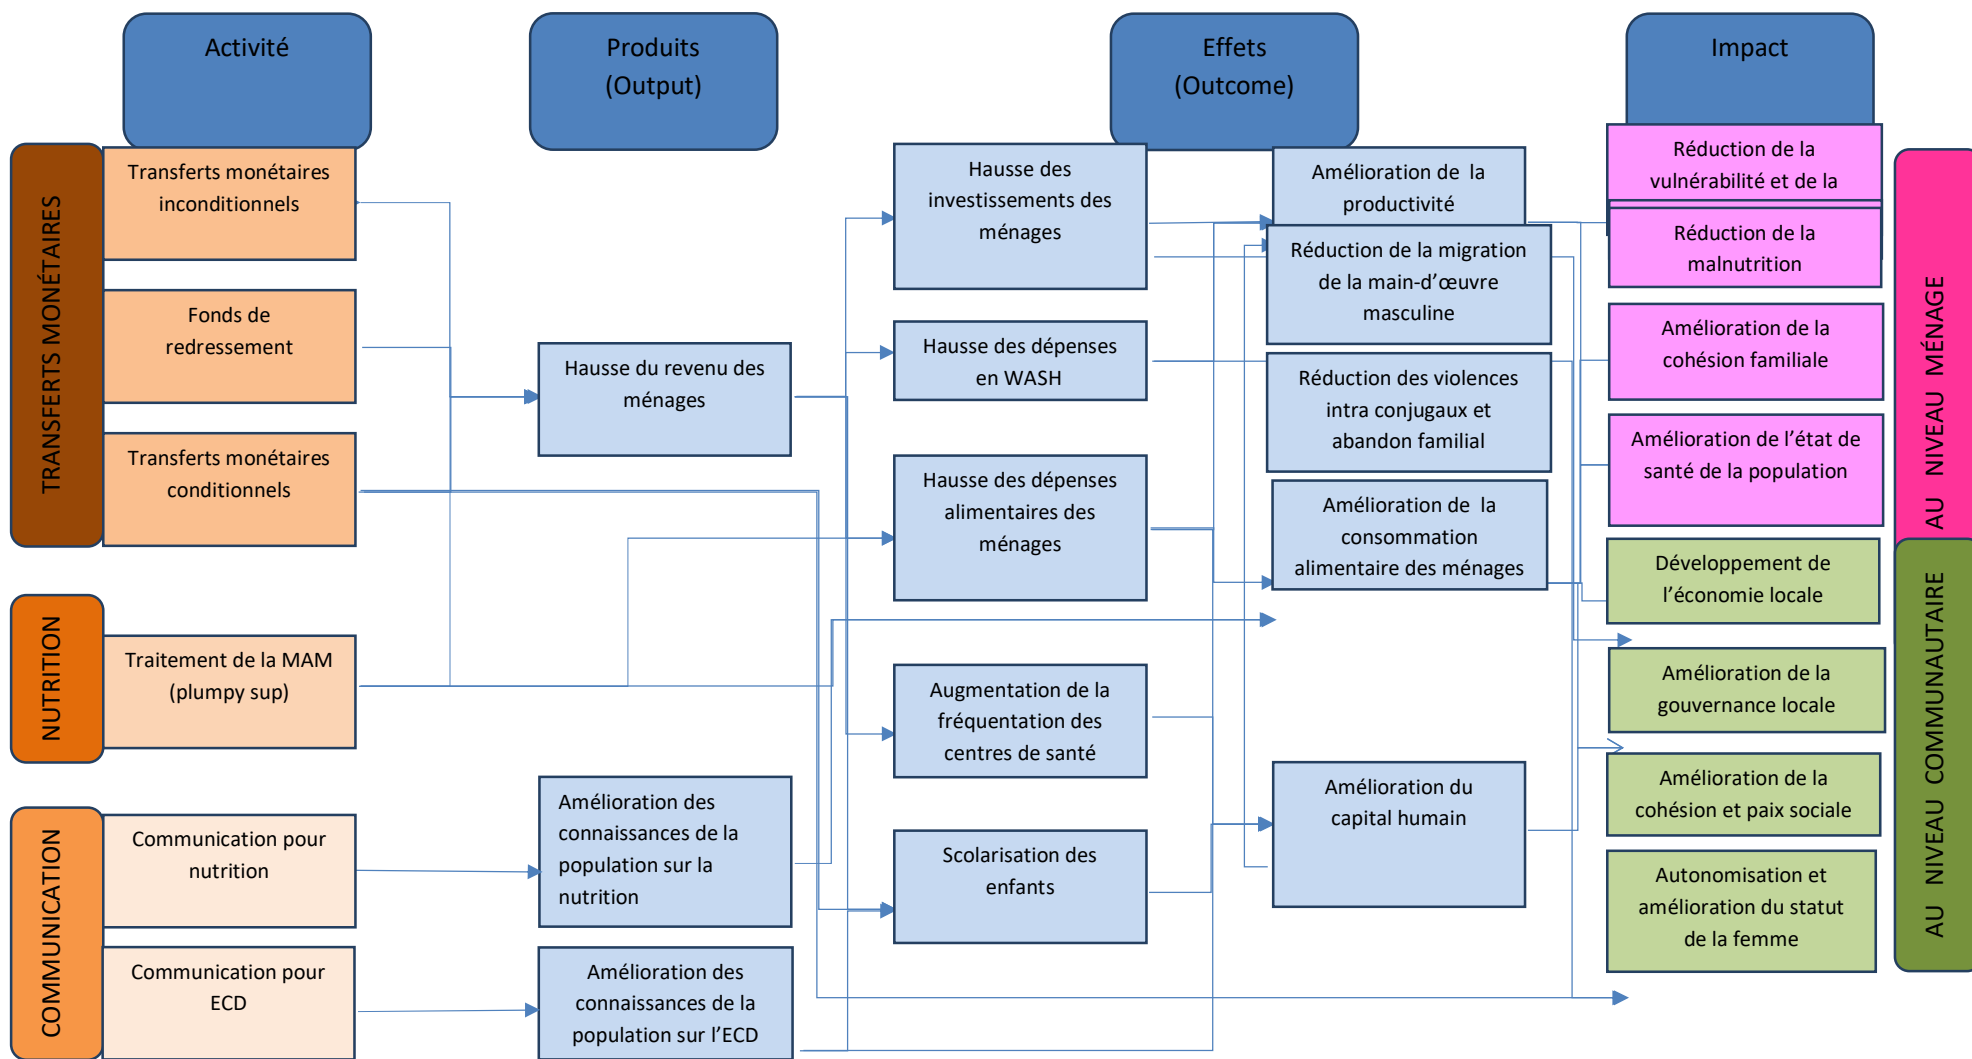 Activité
Produits
(Output)
Effets
(Outcome)
Impact
TRANSFERTS MONÉTAIRES
Transferts monétaires
inconditionnels
Fonds de
redressement
Transferts monétaires
conditionnels
NUTRITION
Traitement de la MAM
(plumpy sup)
COMMUNICATION
Communication pour
nutrition
Communication pour
ECD
Hausse du revenu des
ménages
Amélioration des
connaissances de la
population sur la
nutrition
Amélioration des
connaissances de la
population sur l’ECD
Hausse des
investissements des
ménages
Hausse des dépenses
en WASH
Hausse des dépenses
alimentaires des
ménages
Augmentation de la
fréquentation des
centres de santé
Scolarisation des
enfants
Amélioration de la
productivité
Réduction de la migration
de la main-d’œuvre
masculine
Réduction des violences
intra conjugaux et
abandon familial
Amélioration de la
consommation
alimentaire des ménages
Amélioration du
capital humain
Réduction de la
vulnérabilité et de la
Réduction de la
malnutrition
Amélioration de la
cohésion familiale
Amélioration de l’état de
santé de la population
Développement de
l’économie locale
Amélioration de la
gouvernance locale
Amélioration de la
cohésion et paix sociale
Autonomisation et
amélioration du statut
de la femme
AU NIVEAU MÉNAGE
AU NIVEAU COMMUNAUTAIRE